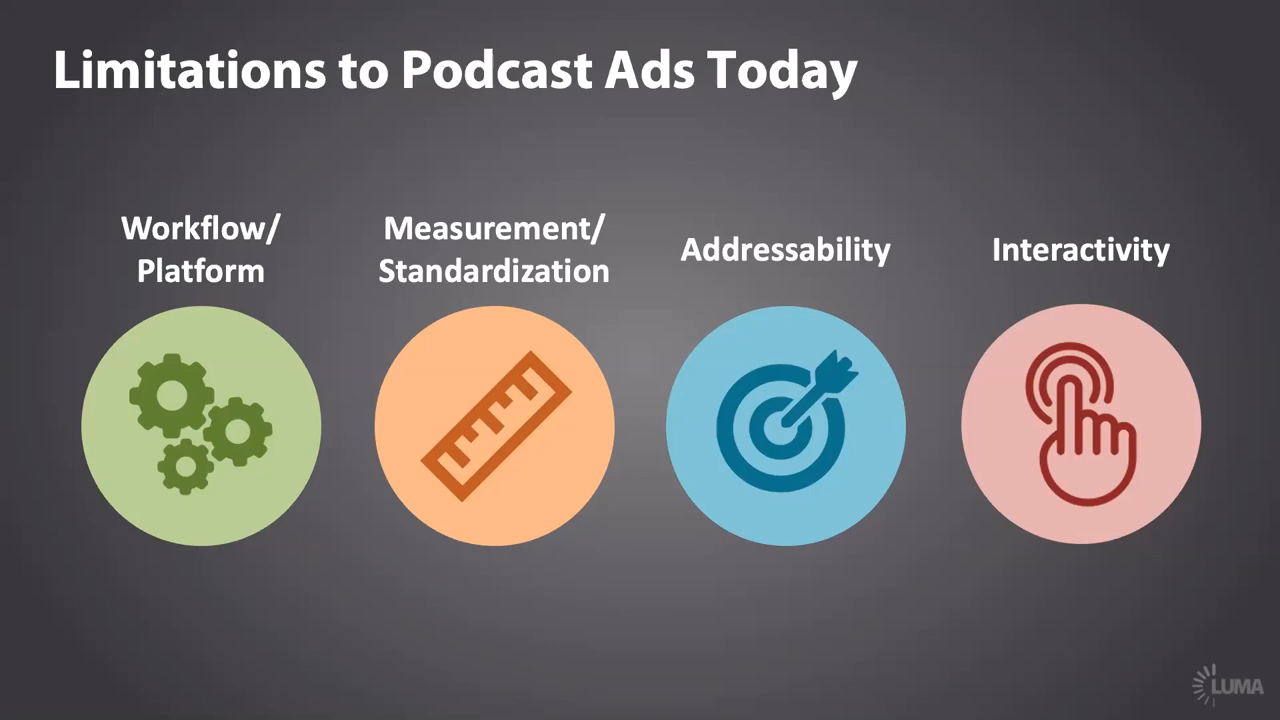 Limitations to Podcast Ads Today
Workflow/
Platform
Measurement/
Standardization
Addressability
Interactivity
LUMA